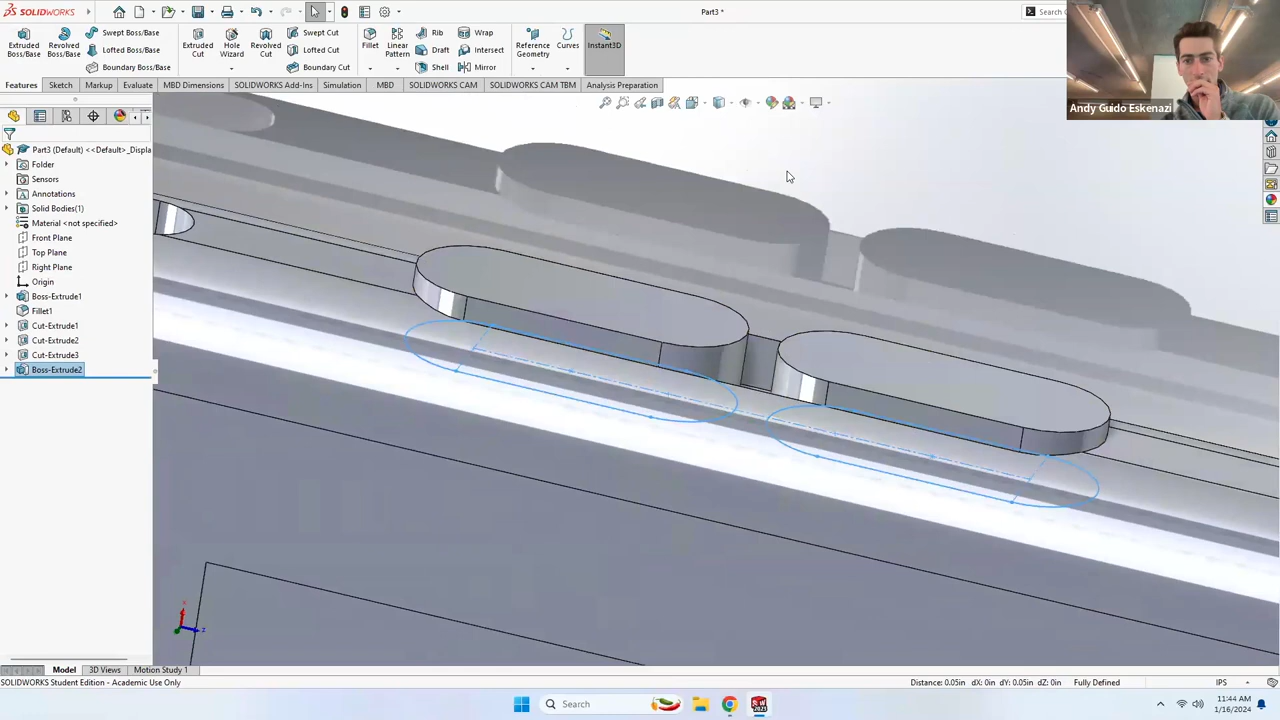 SOLIDWORKS
Part3 *
Search C
Extruded Boss/Base
Revolved Boss/Base
Swept Boss/Base
Lofted Boss/Base
Boundary Boss/Base
Extruded Cut
Hole Wizard
Revolved Cut
Swept Cut
Lofted Cut
Boundary Cut
Fillet
Linear Pattern
Rib
Draft
Shell
Wrap
Intersect
Mirror
Reference Geometry
Curves
Instant3D
Features
Sketch
Markup
Evaluate
MBD Dimensions
SOLIDWORKS Add-Ins
Simulation
MBD
SOLIDWORKS CAM
SOLIDWORKS CAM TBM
Analysis Preparation
Andy Guido Eskenazi
Part3 (Default) <<Default>_Displa
Folder
Sensors
Annotations
Solid Bodies(1)
Material <not specified>
Front Plane
Top Plane
Right Plane
Origin
Boss-Extrude1
Fillet1
Cut-Extrude1
Cut-Extrude2
Cut-Extrude3
Boss-Extrude2
z
Model
3D Views
Motion Study 1
SOLIDWORKS Student Edition - Academic Use Only
Distance: 0.05in dX: 0in dY: 0.05in dZ: 0in
Fully Defined
IPS
Search
11:44 AM
1/16/2024